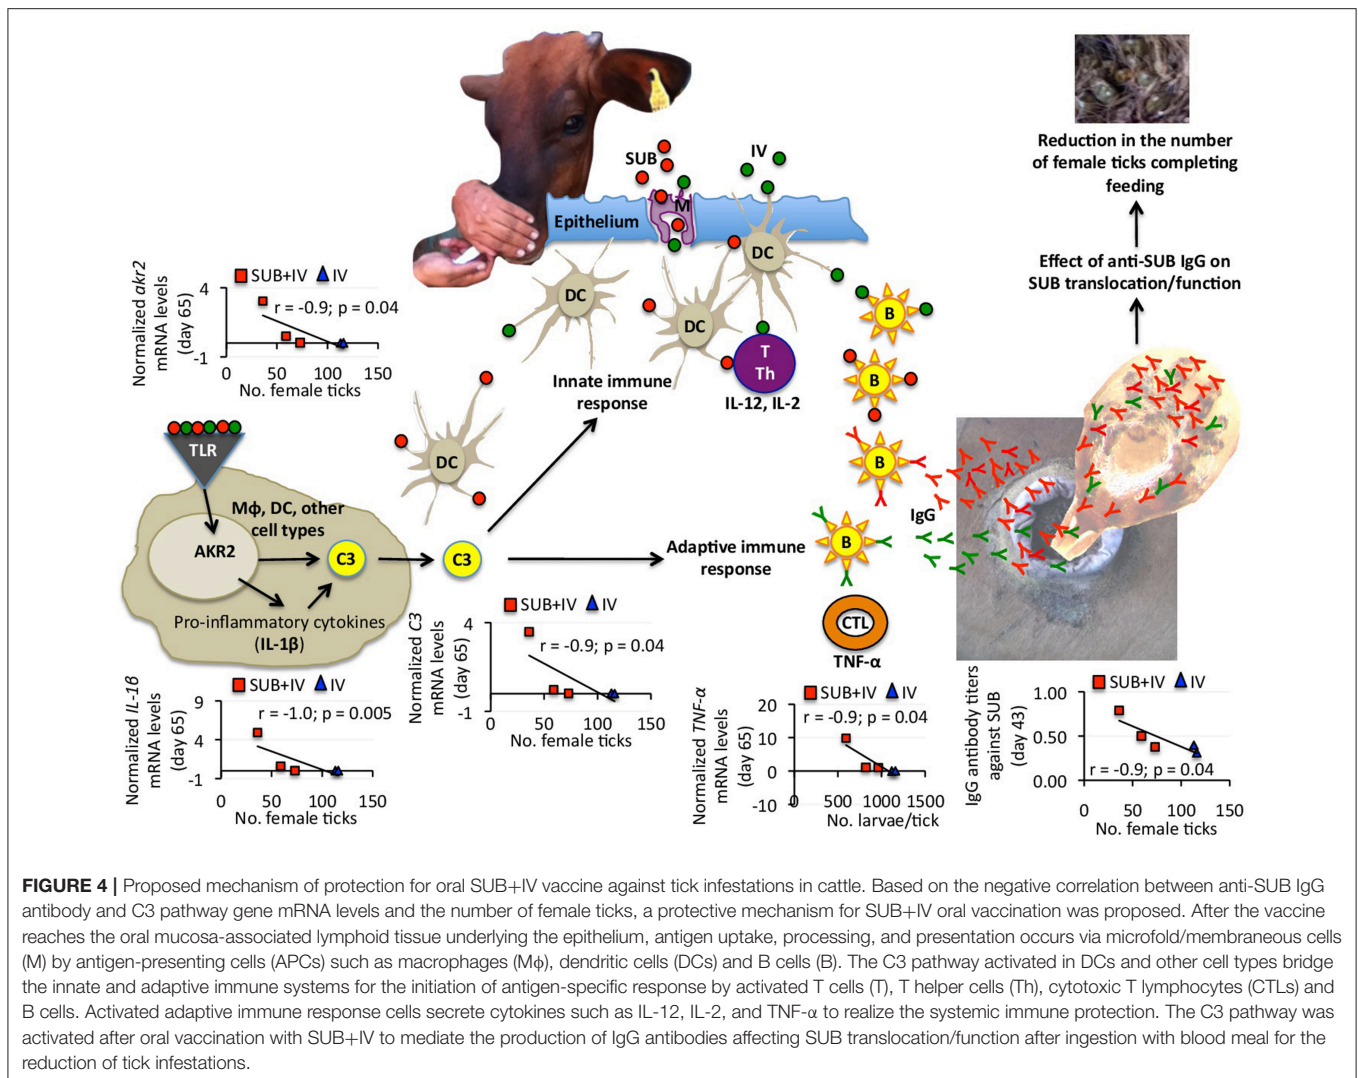 SUB
IV
M
Epithelium
DC
DC
DC
DC
T
Th
IL-12, IL-2
B
B
B
B
IgG
CTL
TNF-α
Reduction in the number
of female ticks completing
feeding
Effect of anti-SUB IgG on
SUB translocation/function
Normalized akr2
mRNA levels
(day 65)
SUB+IV IV
4
r = -0.9; p = 0.04
-1
0 50 100 150
No. female ticks
Innate immune
response
TLR
Mϕ, DC, other
cell types
AKR2
C3
C3
Adaptive immune
response
Pro-inflammatory cytokines
(IL-1β)
Normalized IL-1β
mRNA levels
(day 65)
SUB+IV IV
9
4
-1
r = -1.0; p = 0.005
0 50 100 150
No. female ticks
Normalized C3
mRNA levels
(day 65)
SUB+IV IV
4
r = -0.9; p = 0.04
-1
0 50 100 150
No. female ticks
Normalized TNF-α
mRNA levels
(day 65)
SUB+IV IV
20
10
0
-10
r = -0.9; p = 0.04
0 500 1000 1500
No. larvae/tick
IgG antibody titers
against SUB
(day 43)
SUB+IV IV
1.00
0.50
0.00
r = -0.9; p = 0.04
0 50 100 150
No. female ticks
FIGURE 4 | Proposed mechanism of protection for oral SUB+IV vaccine against tick infestations in cattle. Based on the negative correlation between anti-SUB IgG
antibody and C3 pathway gene mRNA levels and the number of female ticks, a protective mechanism for SUB+IV oral vaccination was proposed. After the vaccine
reaches the oral mucosa-associated lymphoid tissue underlying the epithelium, antigen uptake, processing, and presentation occurs via microfold/membraneous cells
(M) by antigen-presenting cells (APCs) such as macrophages (Mϕ), dendritic cells (DCs) and B cells (B). The C3 pathway activated in DCs and other cell types bridge
the innate and adaptive immune systems for the initiation of antigen-specific response by activated T cells (T), T helper cells (Th), cytotoxic T lymphocytes (CTLs) and
B cells. Activated adaptive immune response cells secrete cytokines such as IL-12, IL-2, and TNF-α to realize the systemic immune protection. The C3 pathway was
activated after oral vaccination with SUB+IV to mediate the production of IgG antibodies affecting SUB translocation/function after ingestion with blood meal for the
reduction of tick infestations.